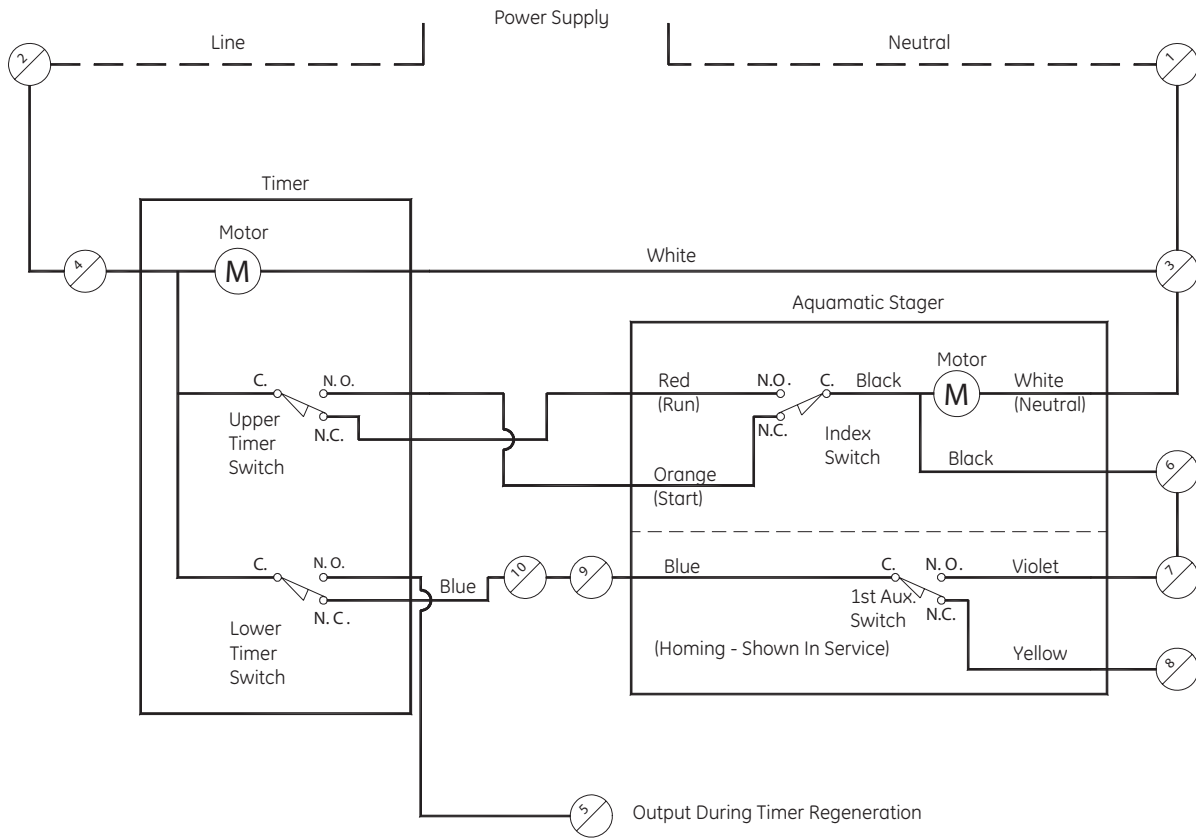 Power Supply
Line
Neutral
2
1
Timer
Motor
M
White
4
3
Aquamatic Stager
Motor
M
C.
N.O.
N.C.
Upper
Timer
Switch
Red
(Run)
N.O.
C.
Black
White
(Neutral)
N.C.
Index
Switch
Orange
(Start)
Black
6
C.
N.O.
N.C.
Lower
Timer
Switch
Blue
10
9
Blue
C.
N.O.
Violet
7
1st Aux.
Switch
N.C.
(Homing - Shown In Service)
Yellow
8
5
Output During Timer Regeneration